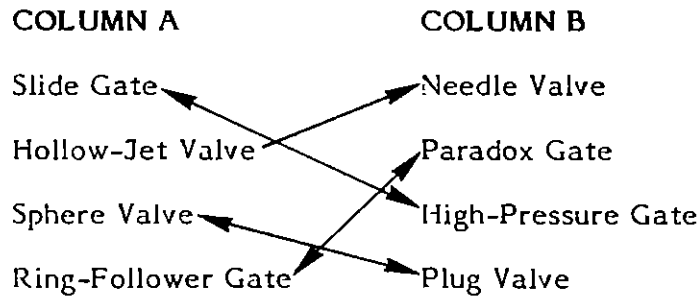 COLUMN A COLUMN B
Slide Gate Needle Valve
Hollow-Jet Valve Paradox Gate
Sphere Valve High-Pressure Gate
Ring-Follower Gate Plug Valve